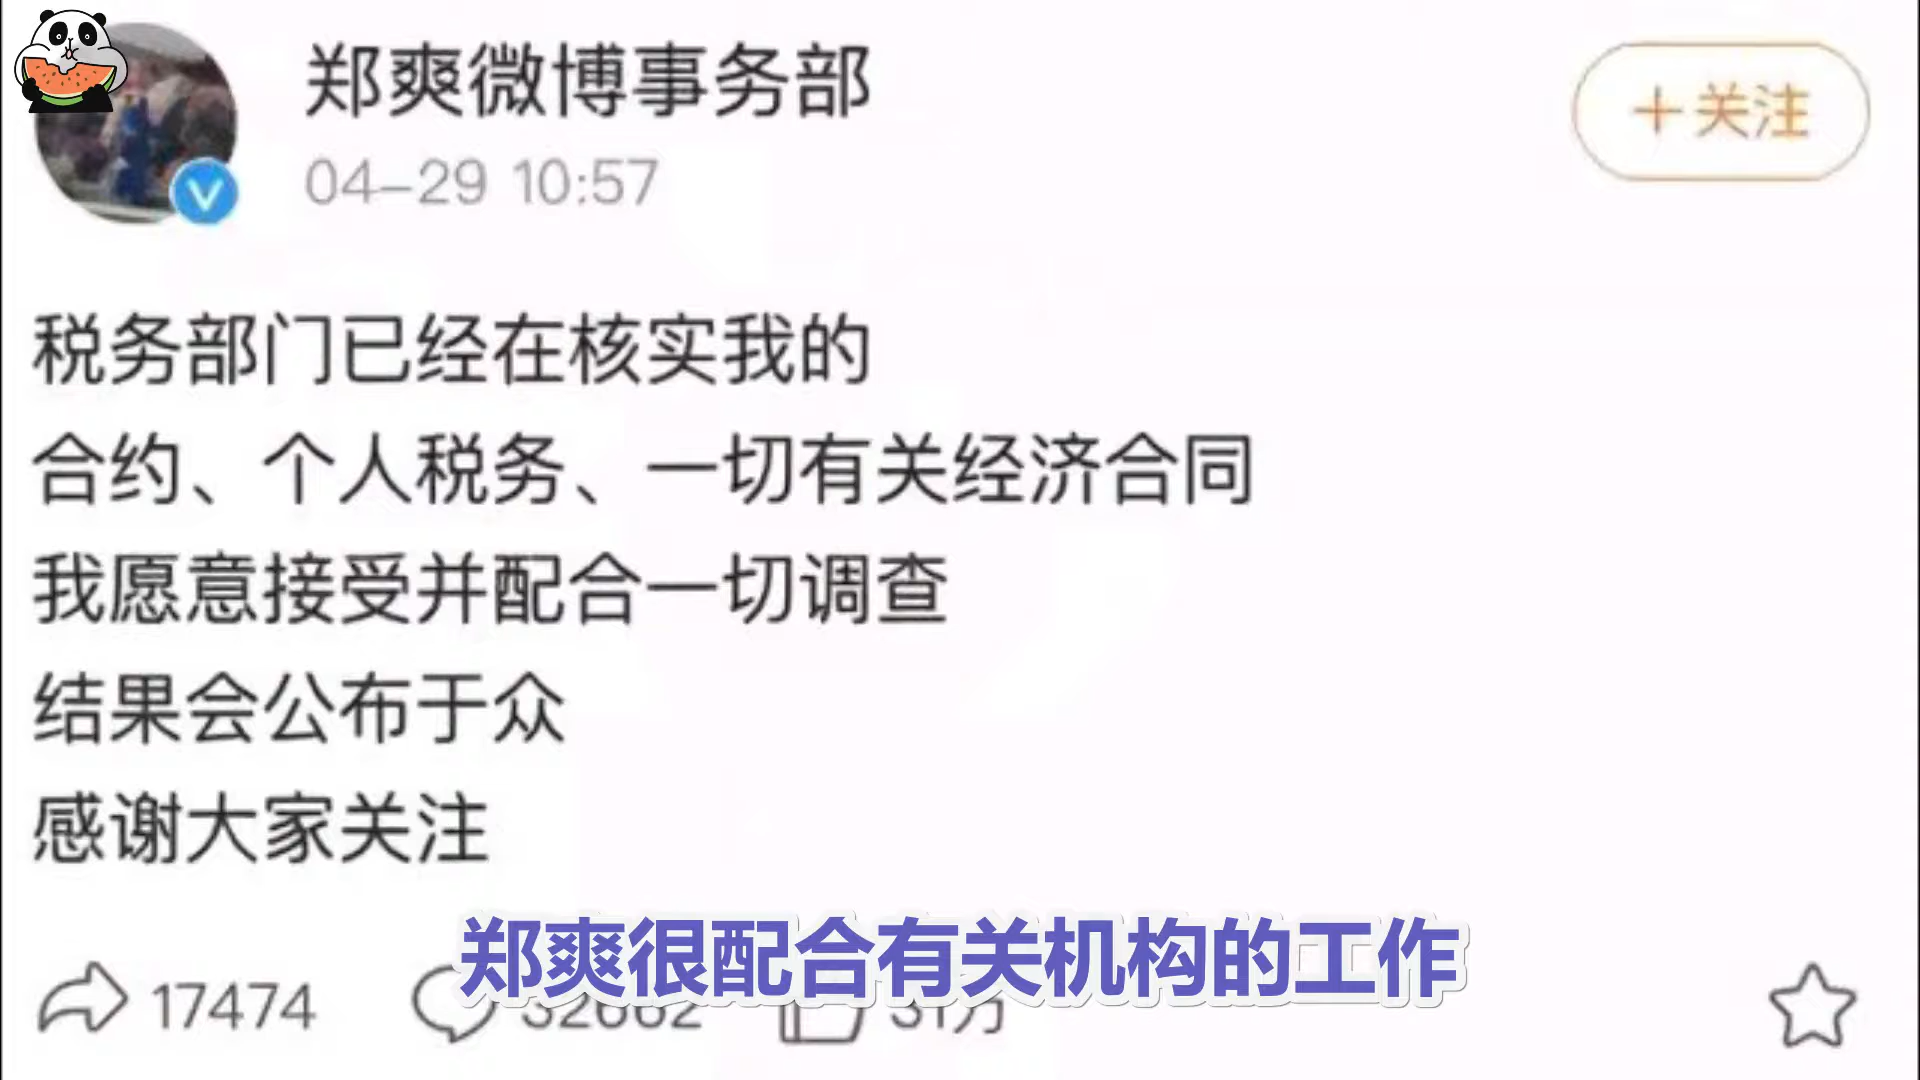 郑爽微博事务部
04-29 10:57
+关注
税务部门已经在核实我的
合约、个人税务、一切有关经济合同
我愿意接受并配合一切调查
结果会公布于众
感谢大家关注
郑爽很配合有关机构的工作
17474
31万